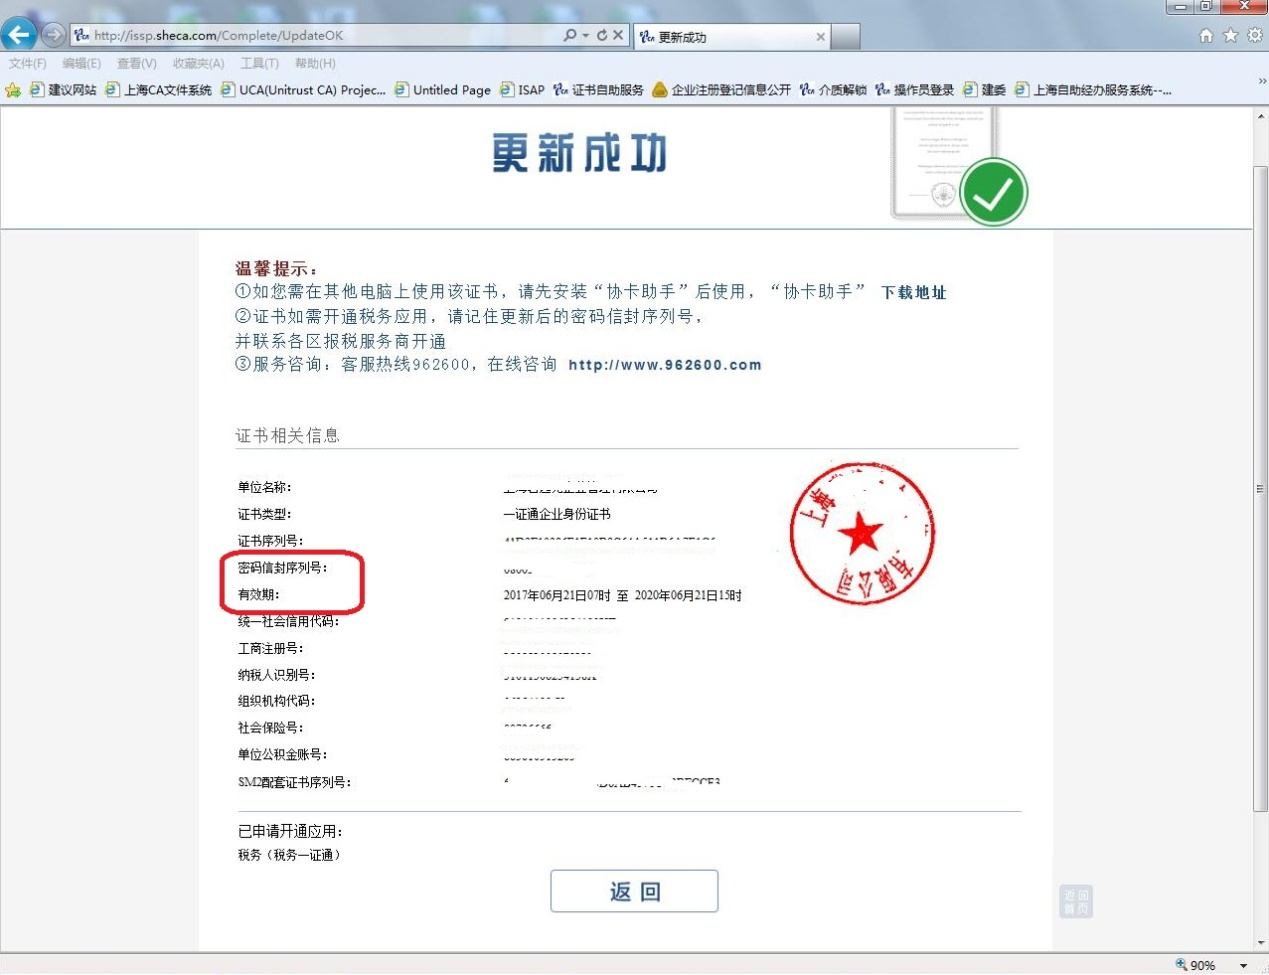 http://issp.sheca.com/Complete/UpdateOK
更新成功
文件(F) 编辑(E) 查看(V) 收藏夹(A) 工具(T) 帮助(H)
建议网站 上海CA文件系统 UCA(Unitrust CA) Projec... Untitled Page ISAP 证书自助服务 企业注册登记信息公开 介质解锁 操作员登录 建委 上海自助经办服务系统--...
更新成功
温馨提示：
①如您需在其他电脑上使用该证书，请先安装“协卡助手”后使用，“协卡助手” 下载地址
②证书如需开通税务应用，请记住更新后的密码信封序列号，
并联系各区报税服务商开通
③服务咨询：客服热线962600，在线咨询 http://www.962600.com
证书相关信息
单位名称：
证书类型： 一证通企业身份证书
证书序列号：
密码信封序列号：
有效期： 2017年06月21日07时 至 2020年06月21日15时
统一社会信用代码：
工商注册号：
纳税人识别号：
组织机构代码：
社会保险号：
单位公积金账号：
SM2配套证书序列号：
上海
有限公司
已申请开通应用：
税务（税务一证通）
返回
返回
首页
90%